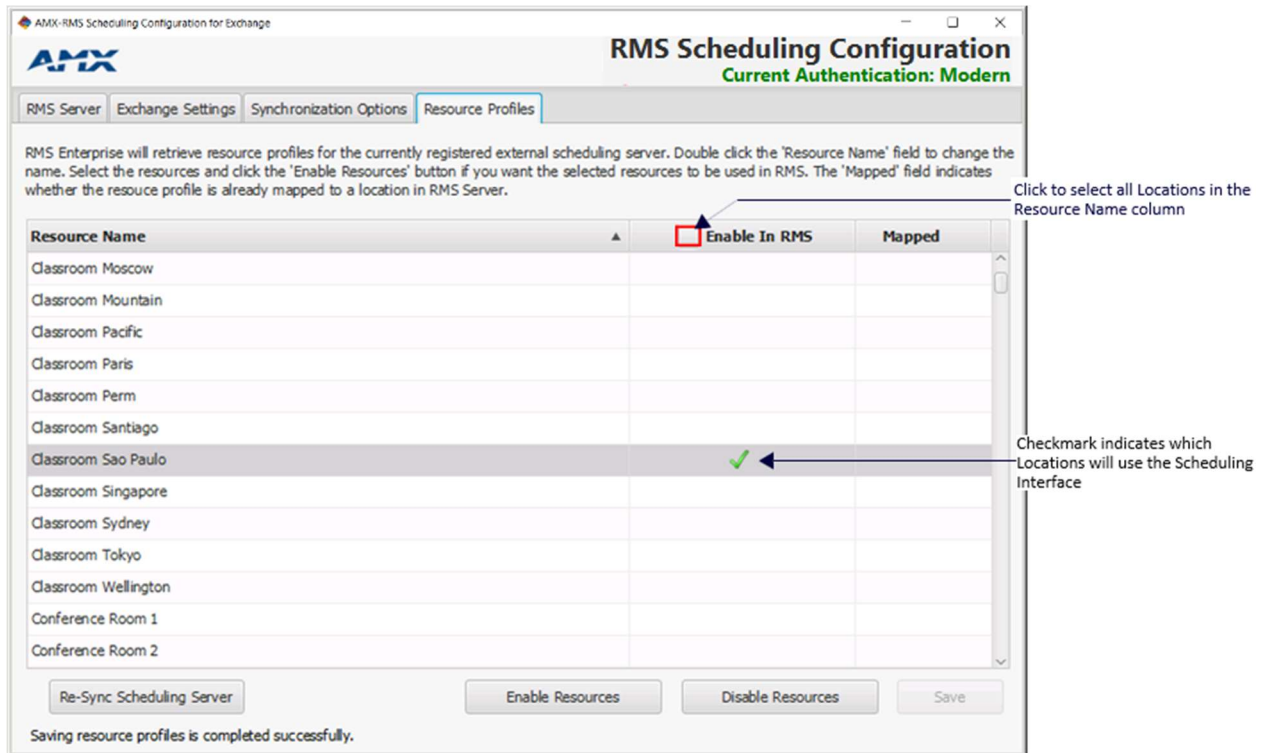 AMX-RMS Scheduling Configuration for Exchange
AMX
RMS Scheduling Configuration
Current Authentication: Modern
RMS Server
Exchange Settings
Synchronization Options
Resource Profiles
RMS Enterprise will retrieve resource profiles for the currently registered external scheduling server. Double click the 'Resource Name' field to change the
name. Select the resources and click the 'Enable Resources' button if you want the selected resources to be used in RMS. The 'Mapped' field indicates
whether the resouce profile is already mapped to a location in RMS Server.
Click to select all Locations in the
Resource Name column
Resource Name
Enable In RMS
Mapped
Classroom Moscow
Classroom Mountain
Classroom Pacific
Classroom Paris
Classroom Perm
Classroom Santiago
Classroom Sao Paulo
Checkmark indicates which
Locations will use the Scheduling
Interface
Classroom Singapore
Classroom Sydney
Classroom Tokyo
Classroom Wellington
Conference Room 1
Conference Room 2
Re-Sync Scheduling Server
Enable Resources
Disable Resources
Save
Saving resource profiles is completed successfully.